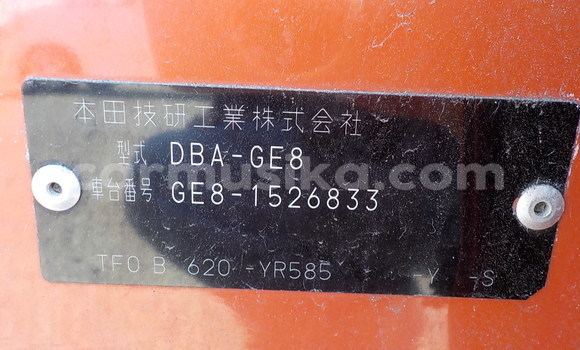 本田技研工業株式会社
型式 DBA-GE8
車台番号 GE8-1526833
carmusika.com
TFO B 620 -YR585 -Y -S